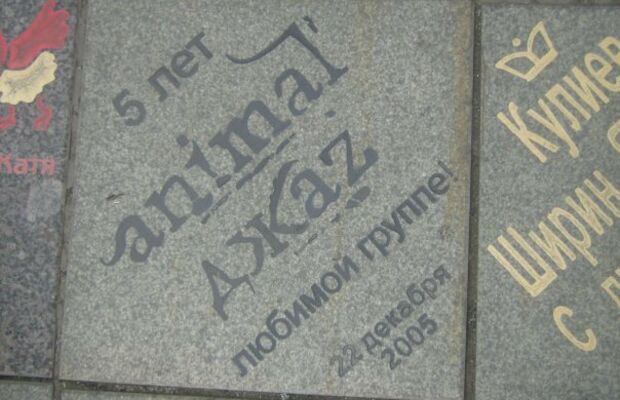 Катя
5 лет
animal
джаz
любимой группе!
22 декабря
2005
Кулиев
Ширин
С